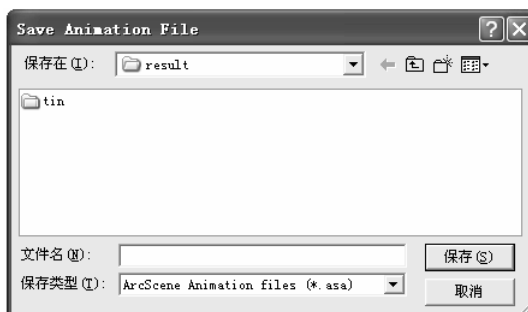 Save Animation File
保存在(I):
result
tin
文件名(N):
保存(S)
保存类型(T):
ArcScene Animation files (*.asa)
取消